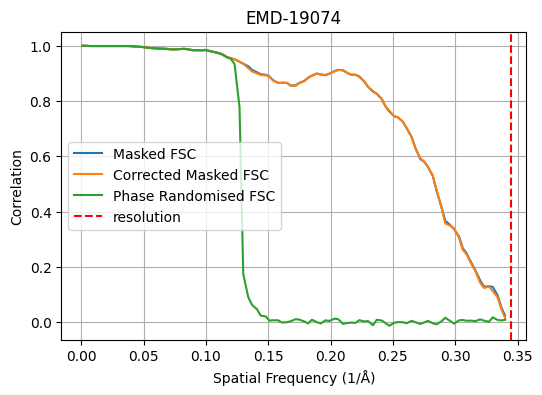 EMD-19074
1.0
0.8
0.6
0.4
0.2
0.0
Correlation
Masked FSC
Corrected Masked FSC
Phase Randomised FSC
resolution
0.00 0.05 0.10 0.15 0.20 0.25 0.30 0.35
Spatial Frequency (1/Å)